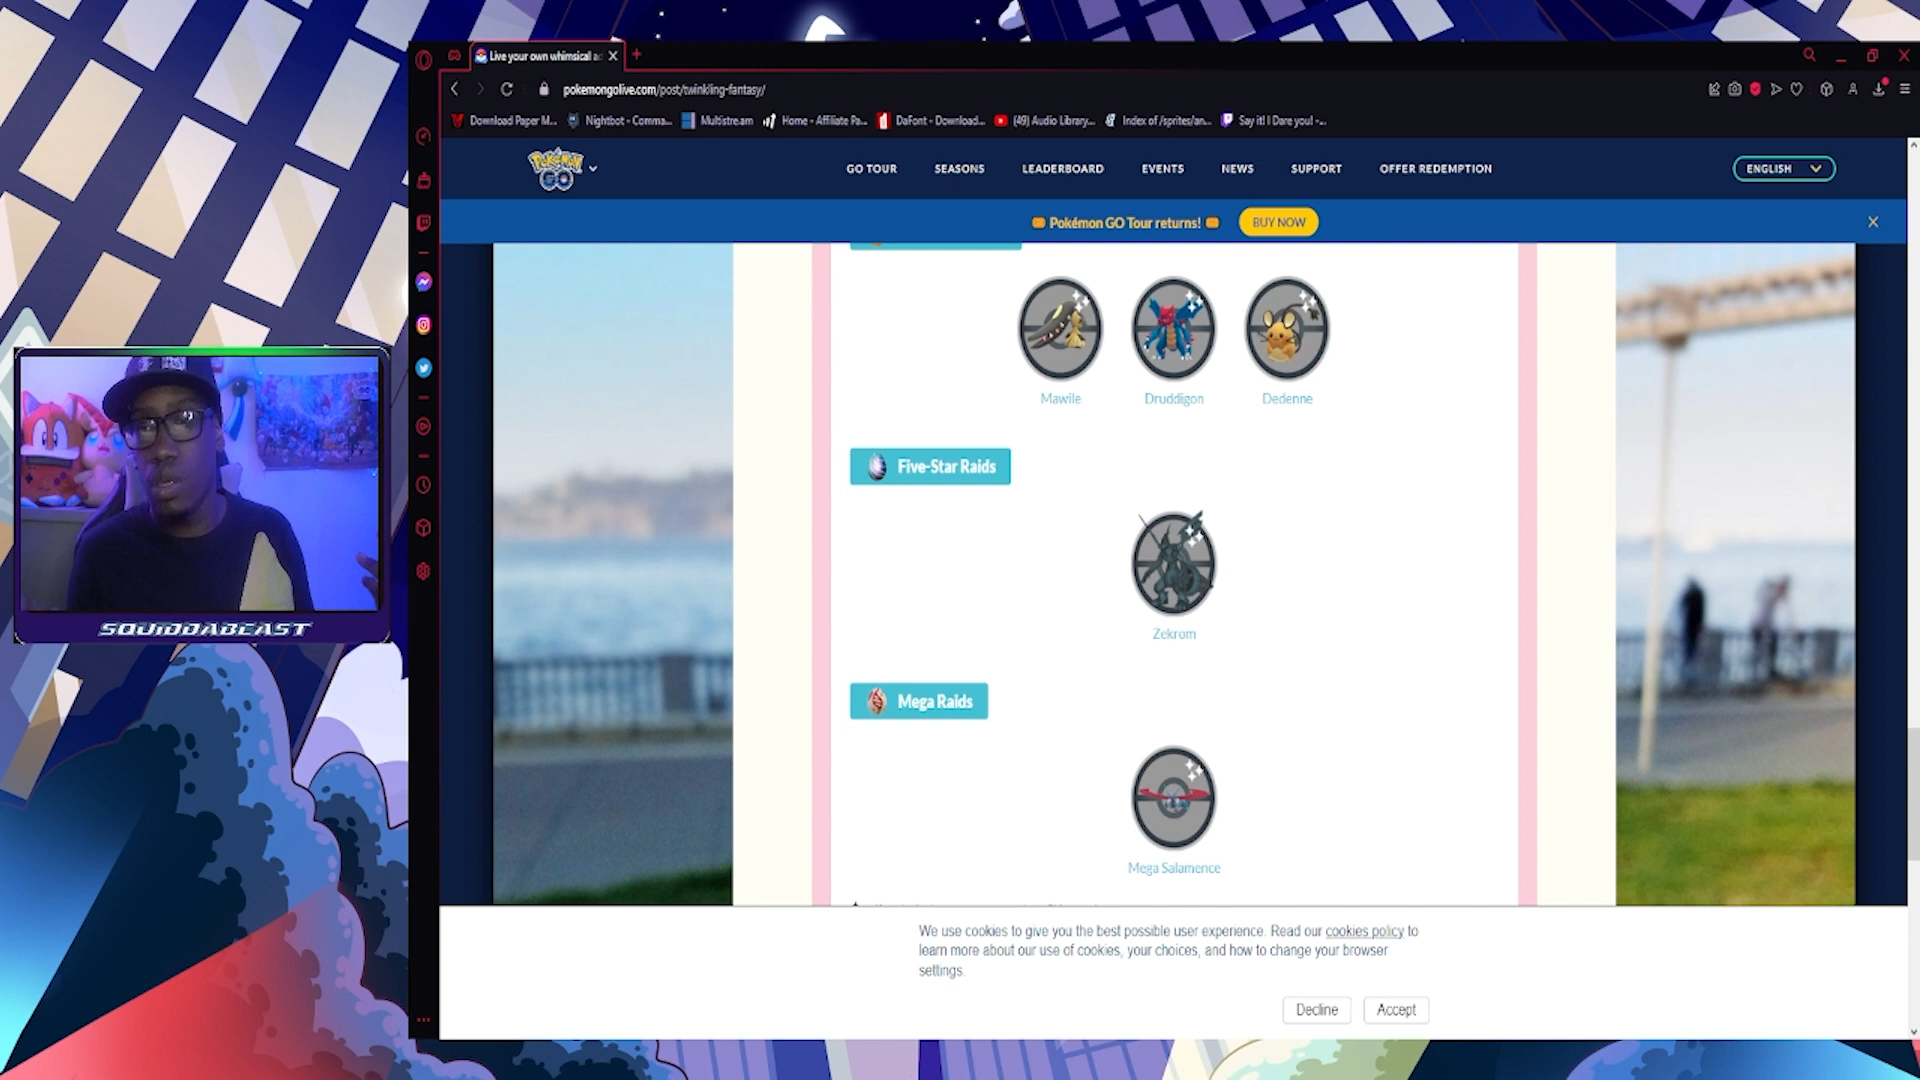 Live your own whimsical a
pokemongolive.com/post/twinkling-fantasy/
Download Paper M...
Nightbot - Comma...
Multistre.am
Home - Affiliate Pa...
DaFont - Download...
(49) Audio Library...
Index of /sprites/an...
Say it! I Dare you! -...
POKéMON GO
GO TOUR
SEASONS
LEADERBOARD
EVENTS
NEWS
SUPPORT
OFFER REDEMPTION
ENGLISH
Pokémon GO Tour returns!
BUY NOW
Mawile
Druddigon
Dedenne
Five-Star Raids
Zekrom
Mega Raids
Mega Salamence
SQUIDDABEAST
We use cookies to give you the best possible user experience. Read our cookies policy to
learn more about our use of cookies, your choices, and how to change your browser
settings.
Decline
Accept